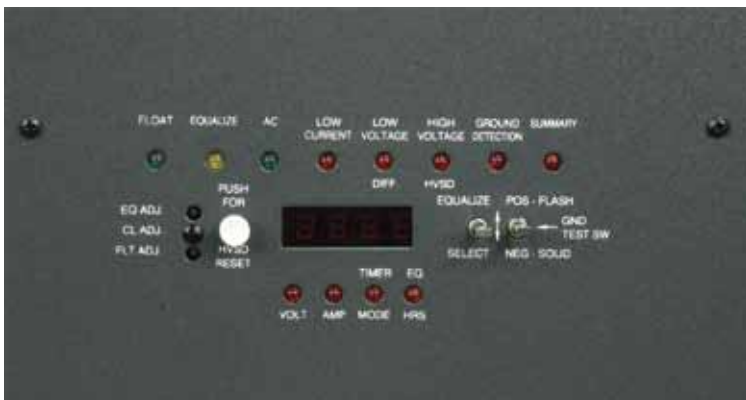 FLOAT EQUALIZE AC LOW CURRENT LOW VOLTAGE HIGH VOLTAGE GROUND DETECTION SUMMARY
DIFF HVSD
PUSH FOR
HVSD RESET
EQ ADJ.
CL ADJ.
FLT ADJ.
EQUALIZE POS - FLASH
GND
TEST SW
SELECT NEG - SOLID
TIMER EQ
VOLT AMP MODE HRS